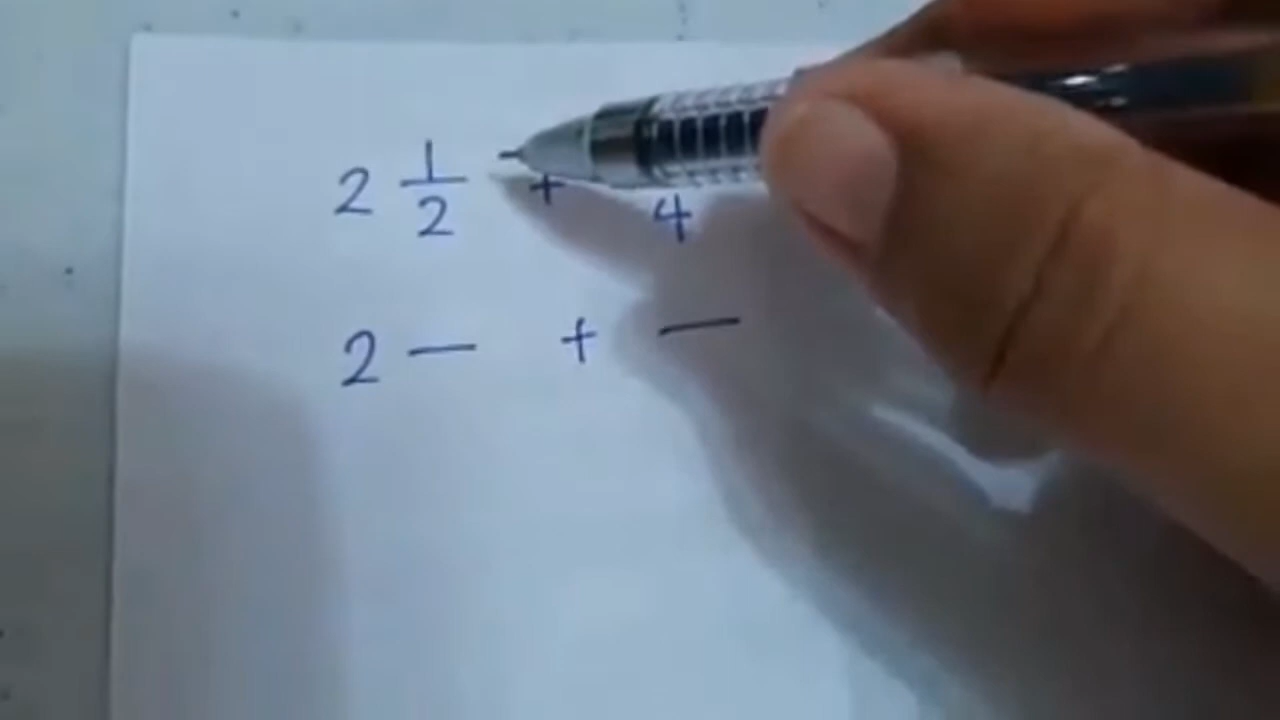 2 1/2 + /4
2 — + —